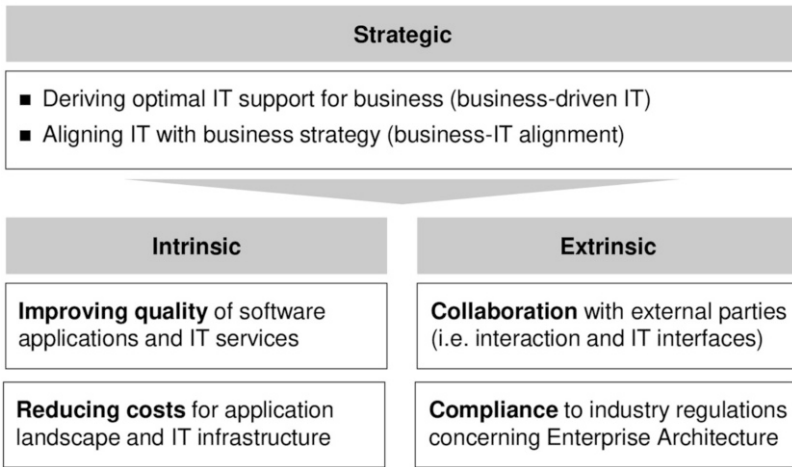 Strategic
■ Deriving optimal IT support for business (business-driven IT)
■ Aligning IT with business strategy (business-IT alignment)
Intrinsic
Improving quality of software
applications and IT services
Reducing costs for application
landscape and IT infrastructure
Extrinsic
Collaboration with external parties
(i.e. interaction and IT interfaces)
Compliance to industry regulations
concerning Enterprise Architecture